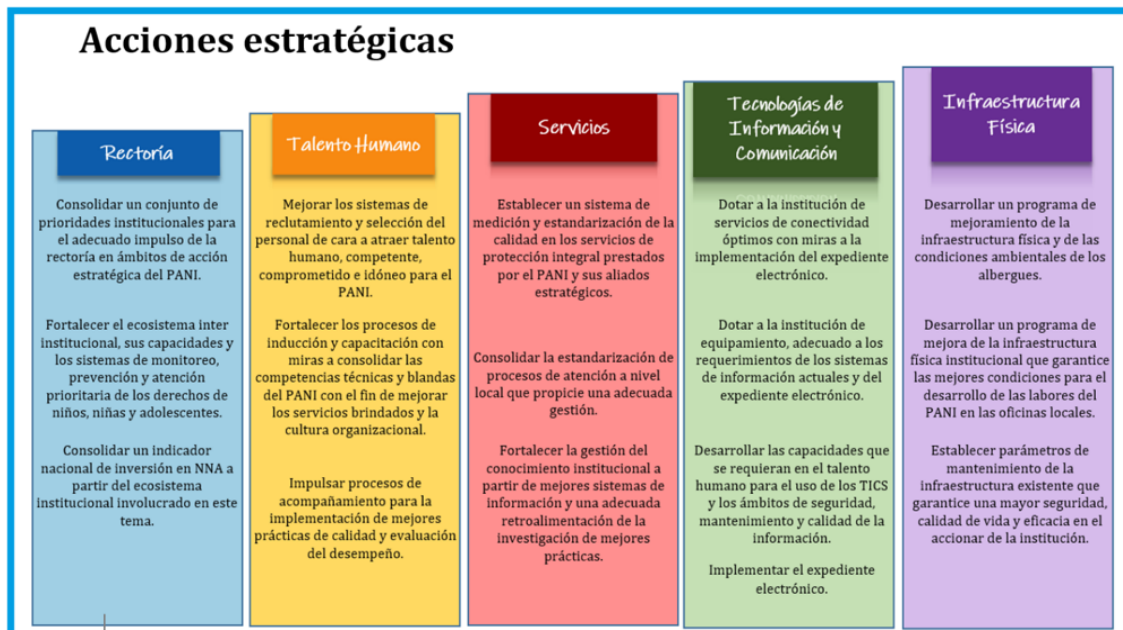 Acciones estratégicas
Rectoría
Consolidar un conjunto de
prioridades institucionales para
el adecuado impulso de la
rectoría en ámbitos de acción
estratégica del PANI.
Fortalecer el ecosistema inter
institucional, sus capacidades y
los sistemas de monitoreo,
prevención y atención
prioritaria de los derechos de
niños, niñas y adolescentes.
Consolidar un indicador
nacional de inversión en NNA a
partir del ecosistema
institucional involucrado en este
tema.
Talento Humano
Mejorar los sistemas de
reclutamiento y selección del
personal de cara a atraer talento
humano, competente,
comprometido e idóneo para el
PANI.
Fortalecer los procesos de
inducción y capacitación con
miras a consolidar las
competencias técnicas y blandas
del PANI con el fin de mejorar
los servicios brindados y la
cultura organizacional.
Impulsar procesos de
acompañamiento para la
implementación de mejores
prácticas de calidad y evaluación
del desempeño.
Servicios
Establecer un sistema de
medición y estandarización de la
calidad en los servicios de
protección integral prestados
por el PANI y sus aliados
estratégicos.
Consolidar la estandarización de
procesos de atención a nivel
local que propicie una adecuada
gestión.
Fortalecer la gestión del
conocimiento institucional a
partir de mejores sistemas de
información y una adecuada
retroalimentación de la
investigación de mejores
prácticas.
Tecnologías de
Información y
Comunicación
Dotar a la institución de
servicios de conectividad
óptimos con miras a la
implementación del expediente
electrónico.
Dotar a la institución de
equipamiento, adecuado a los
requerimientos de los sistemas
de información actuales y del
expediente electrónico.
Desarrollar las capacidades que
se requieran en el talento
humano para el uso de los TICS
y los ámbitos de seguridad,
mantenimiento y calidad de la
información.
Implementar el expediente
electrónico.
Infraestructura
Física
Desarrollar un programa de
mejoramiento de la
infraestructura física y de las
condiciones ambientales de los
albergues.
Desarrollar un programa de
mejora de la infraestructura
física institucional que garantice
las mejores condiciones para el
desarrollo de las labores del
PANI en las oficinas locales.
Establecer parámetros de
mantenimiento de la
infraestructura existente que
garantice una mayor seguridad,
calidad de vida y eficacia en el
accionar de la institución.